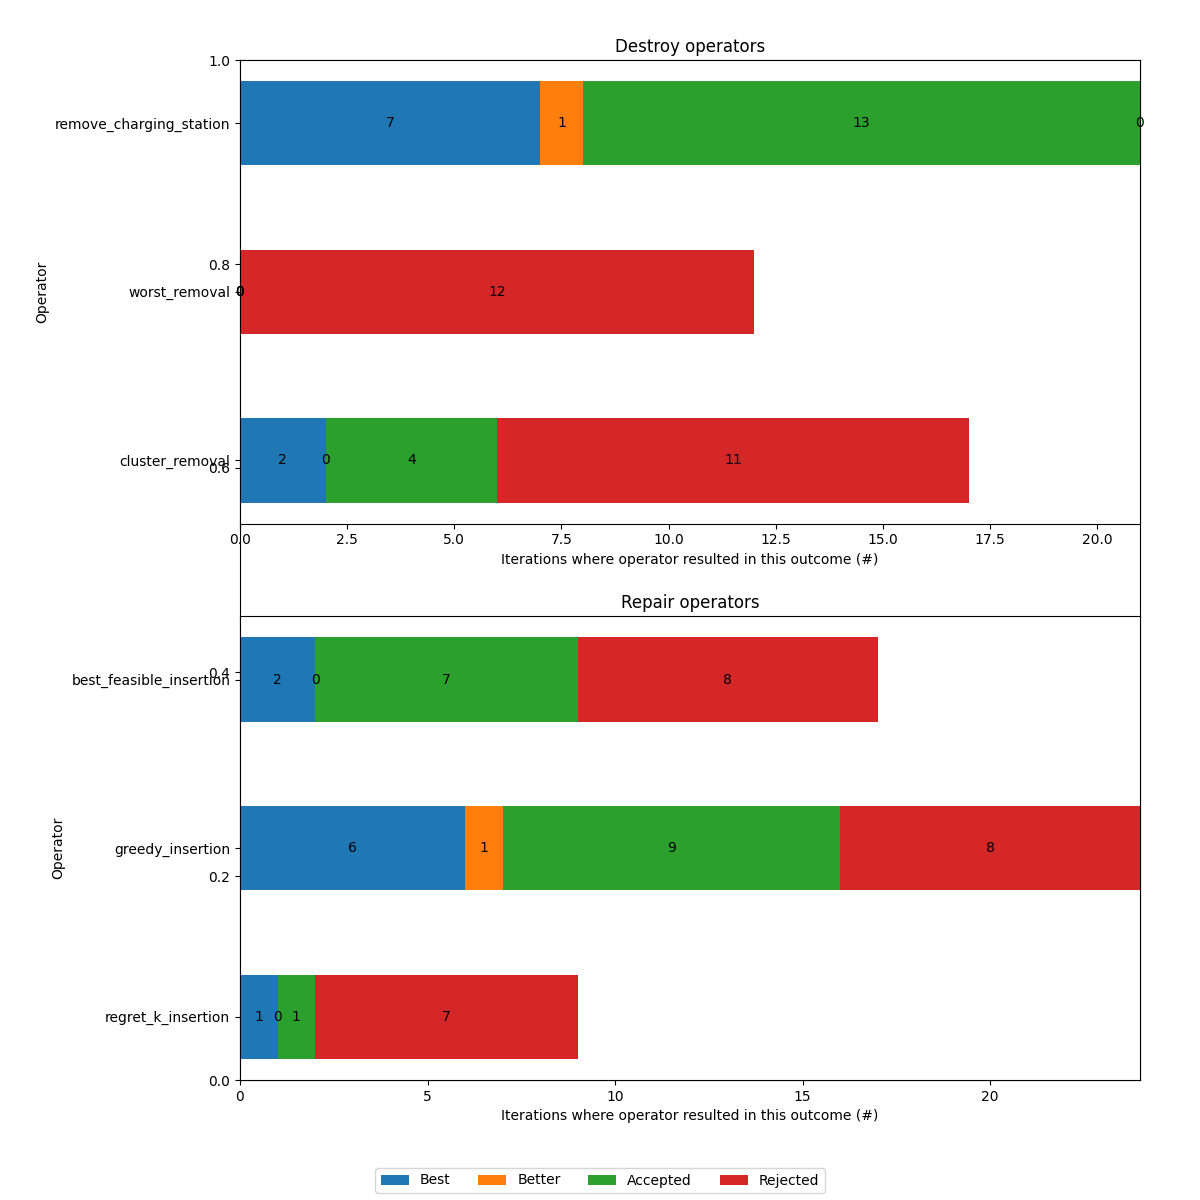 Destroy operators
1.0
remove_charging_station 7 1 13 0
0.8
worst_removal 0 12
Operator
cluster_removal 2 0 4 11
0.6
0.0 2.5 5.0 7.5 10.0 12.5 15.0 17.5 20.0
Iterations where operator resulted in this outcome (#)
Repair operators
0.4
best_feasible_insertion 2 0 7 8
greedy_insertion 6 1 9 8
Operator
0.2
regret_k_insertion 1 0 1 7
0.0
0 5 10 15 20
Iterations where operator resulted in this outcome (#)
Best Better Accepted Rejected